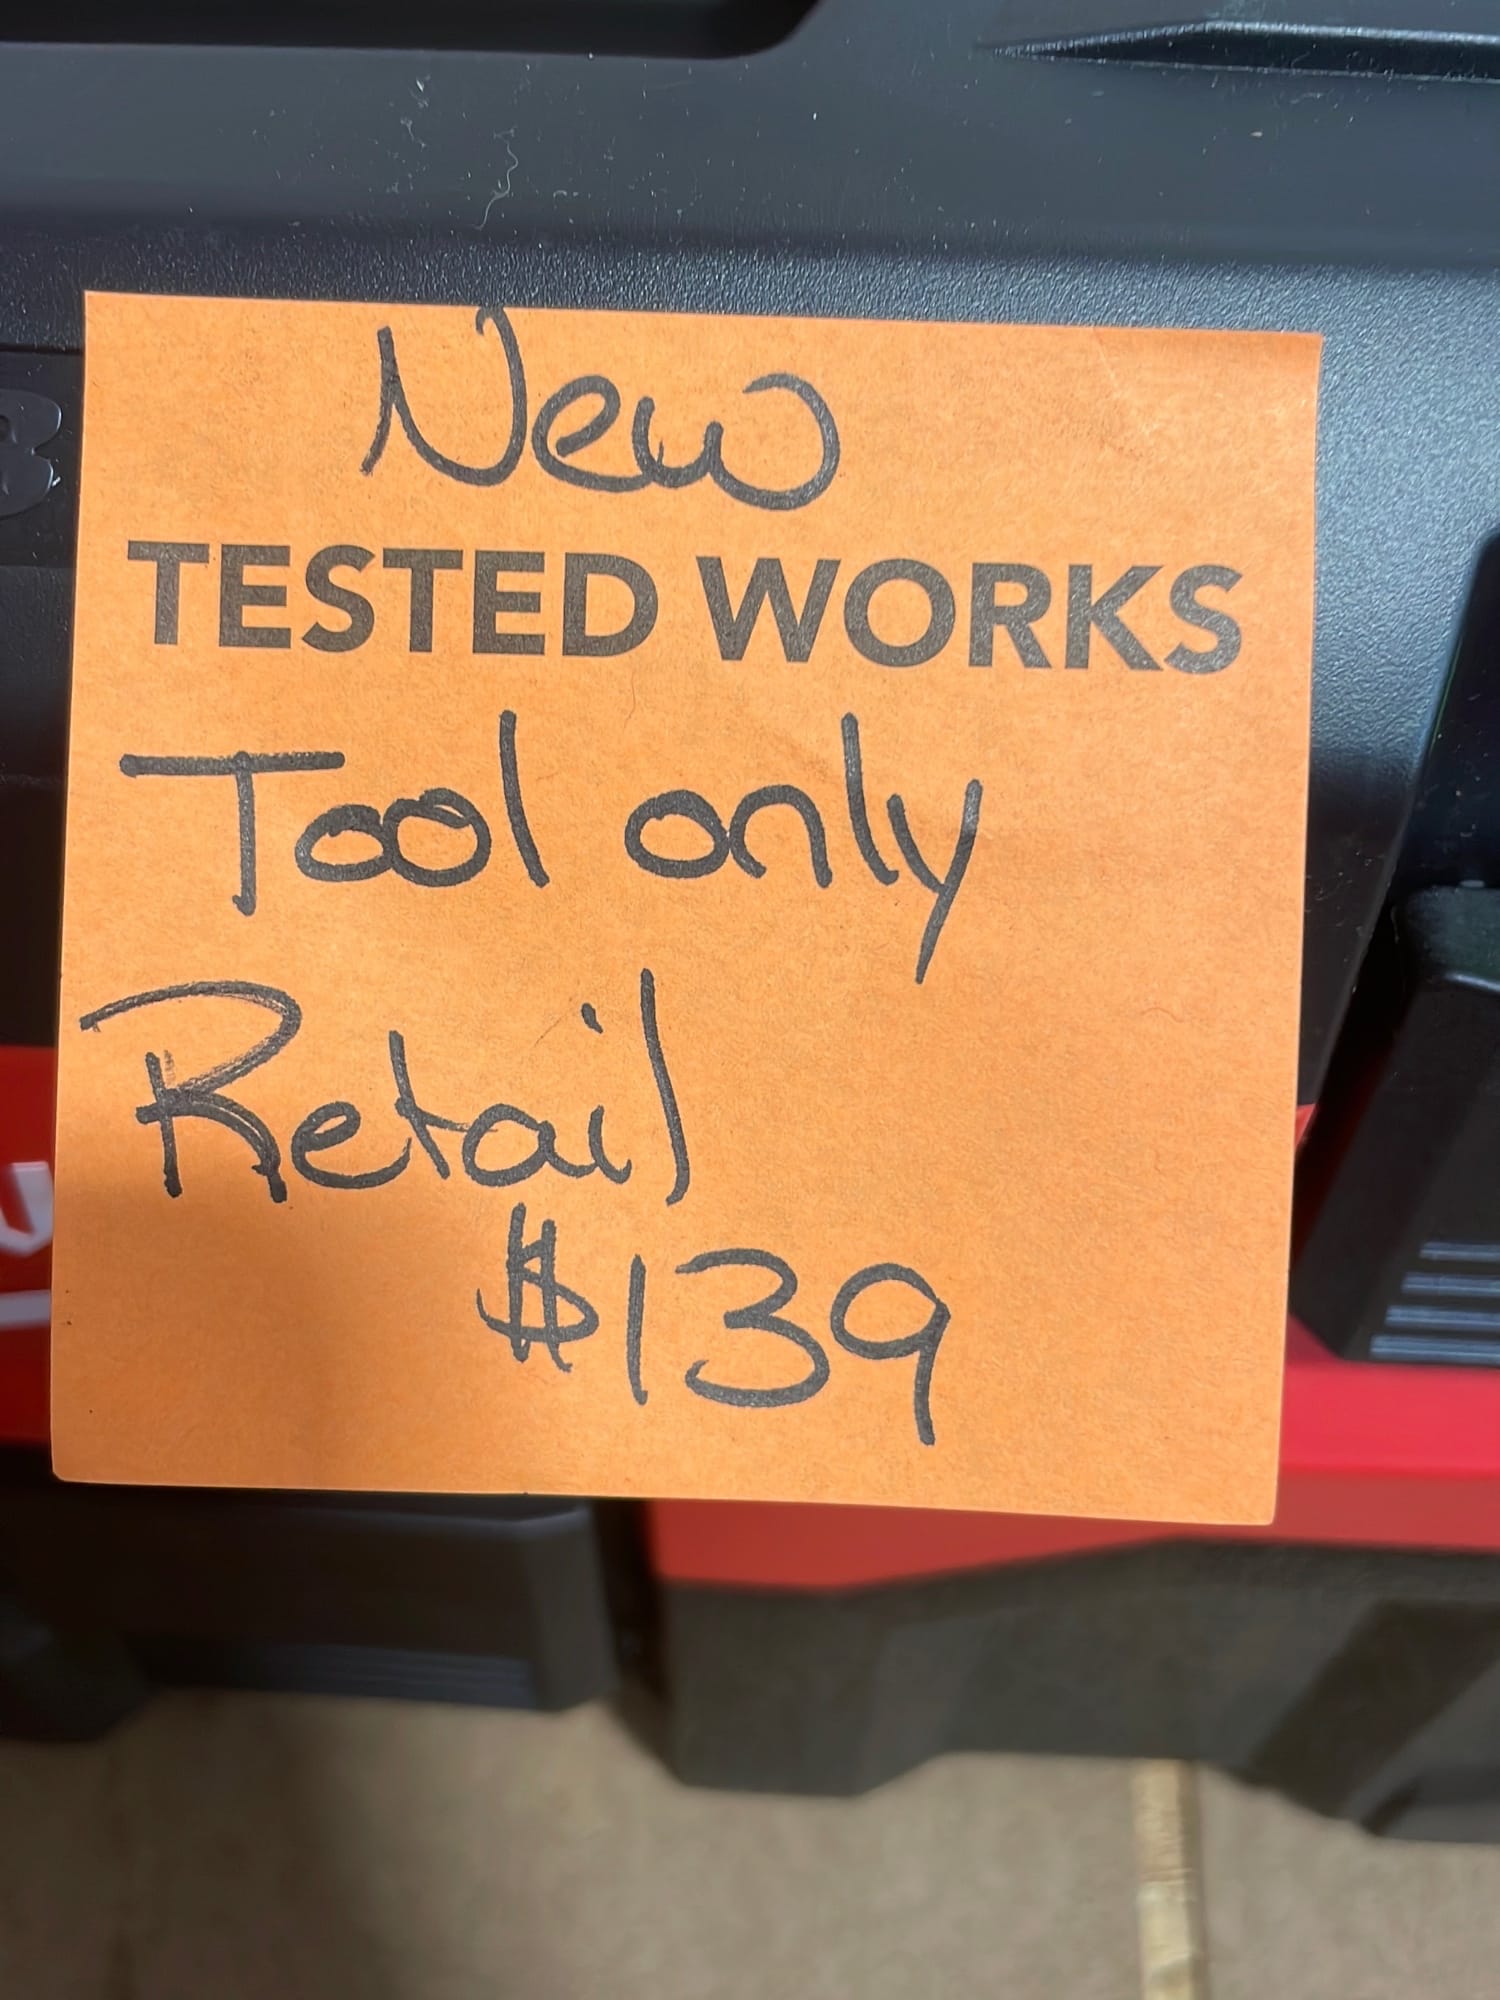 New
TESTED WORKS
Tool only
Retail
$139